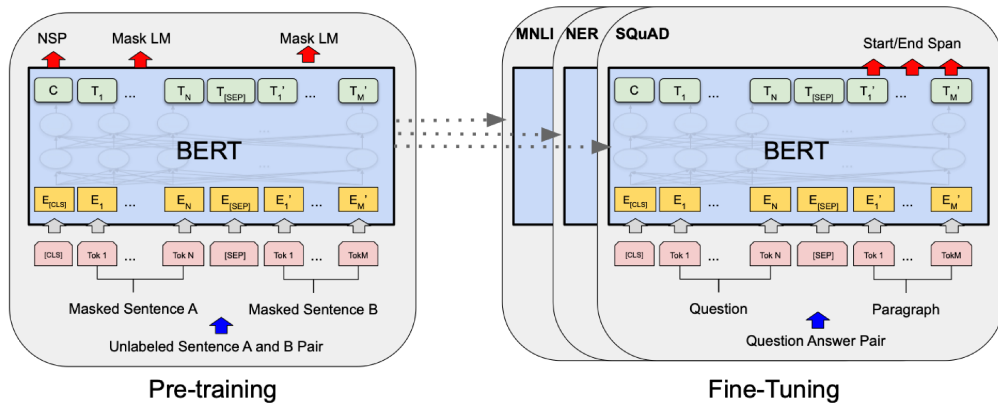 NSP Mask LM Mask LM
C T1 ... TN T[SEP] T1' ... TM'
...
...
BERT
E[CLS] E1 ... EN E[SEP] E1' ... EM'
[CLS] Tok 1 ... Tok N [SEP] Tok 1 ... TokM
Masked Sentence A Masked Sentence B
Unlabeled Sentence A and B Pair
Pre-training
MNLI NER SQuAD Start/End Span
C T1 ... TN T[SEP] T1' ... TM'
...
...
BERT
E[CLS] E1 ... EN E[SEP] E1' ... EM'
[CLS] Tok 1 ... Tok N [SEP] Tok 1 ... TokM
Question Paragraph
Question Answer Pair
Fine-Tuning